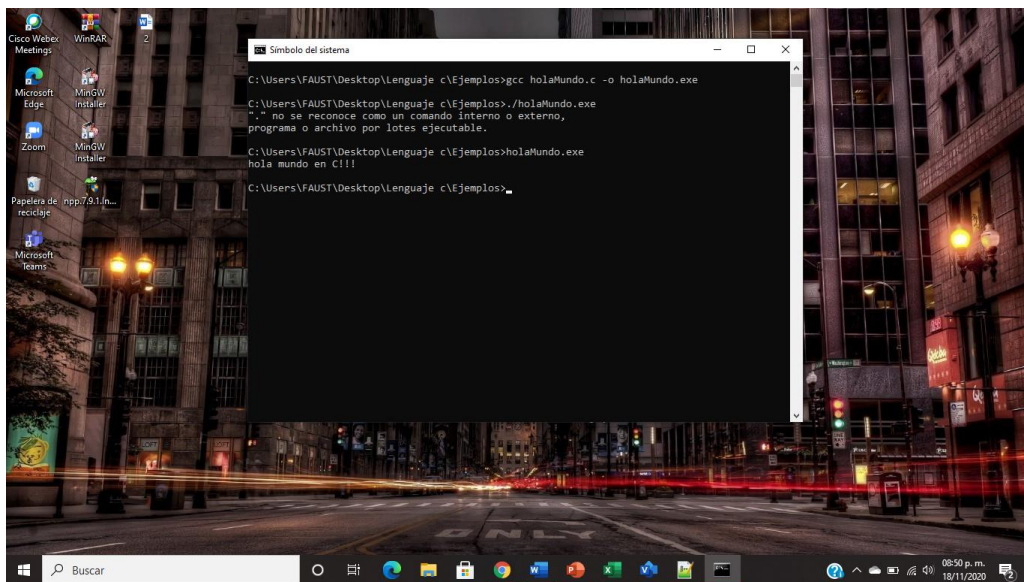 Cisco Webex
Meetings
WinRAR
2
Microsoft
Edge
MinGW
Installer
Zoom
MinGW
Installer
Papelera de
reciclaje
npp.7.9.1.In...
Microsoft
Teams
Símbolo del sistema
C:\Users\FAUST\Desktop\Lenguaje c\Ejemplos>gcc holaMundo.c -o holaMundo.exe
C:\Users\FAUST\Desktop\Lenguaje c\Ejemplos>./holaMundo.exe
"." no se reconoce como un comando interno o externo,
programa o archivo por lotes ejecutable.
C:\Users\FAUST\Desktop\Lenguaje c\Ejemplos>holaMundo.exe
hola mundo en C!!!
C:\Users\FAUST\Desktop\Lenguaje c\Ejemplos>
ONLY
Buscar
08:50 p. m.
18/11/2020
2